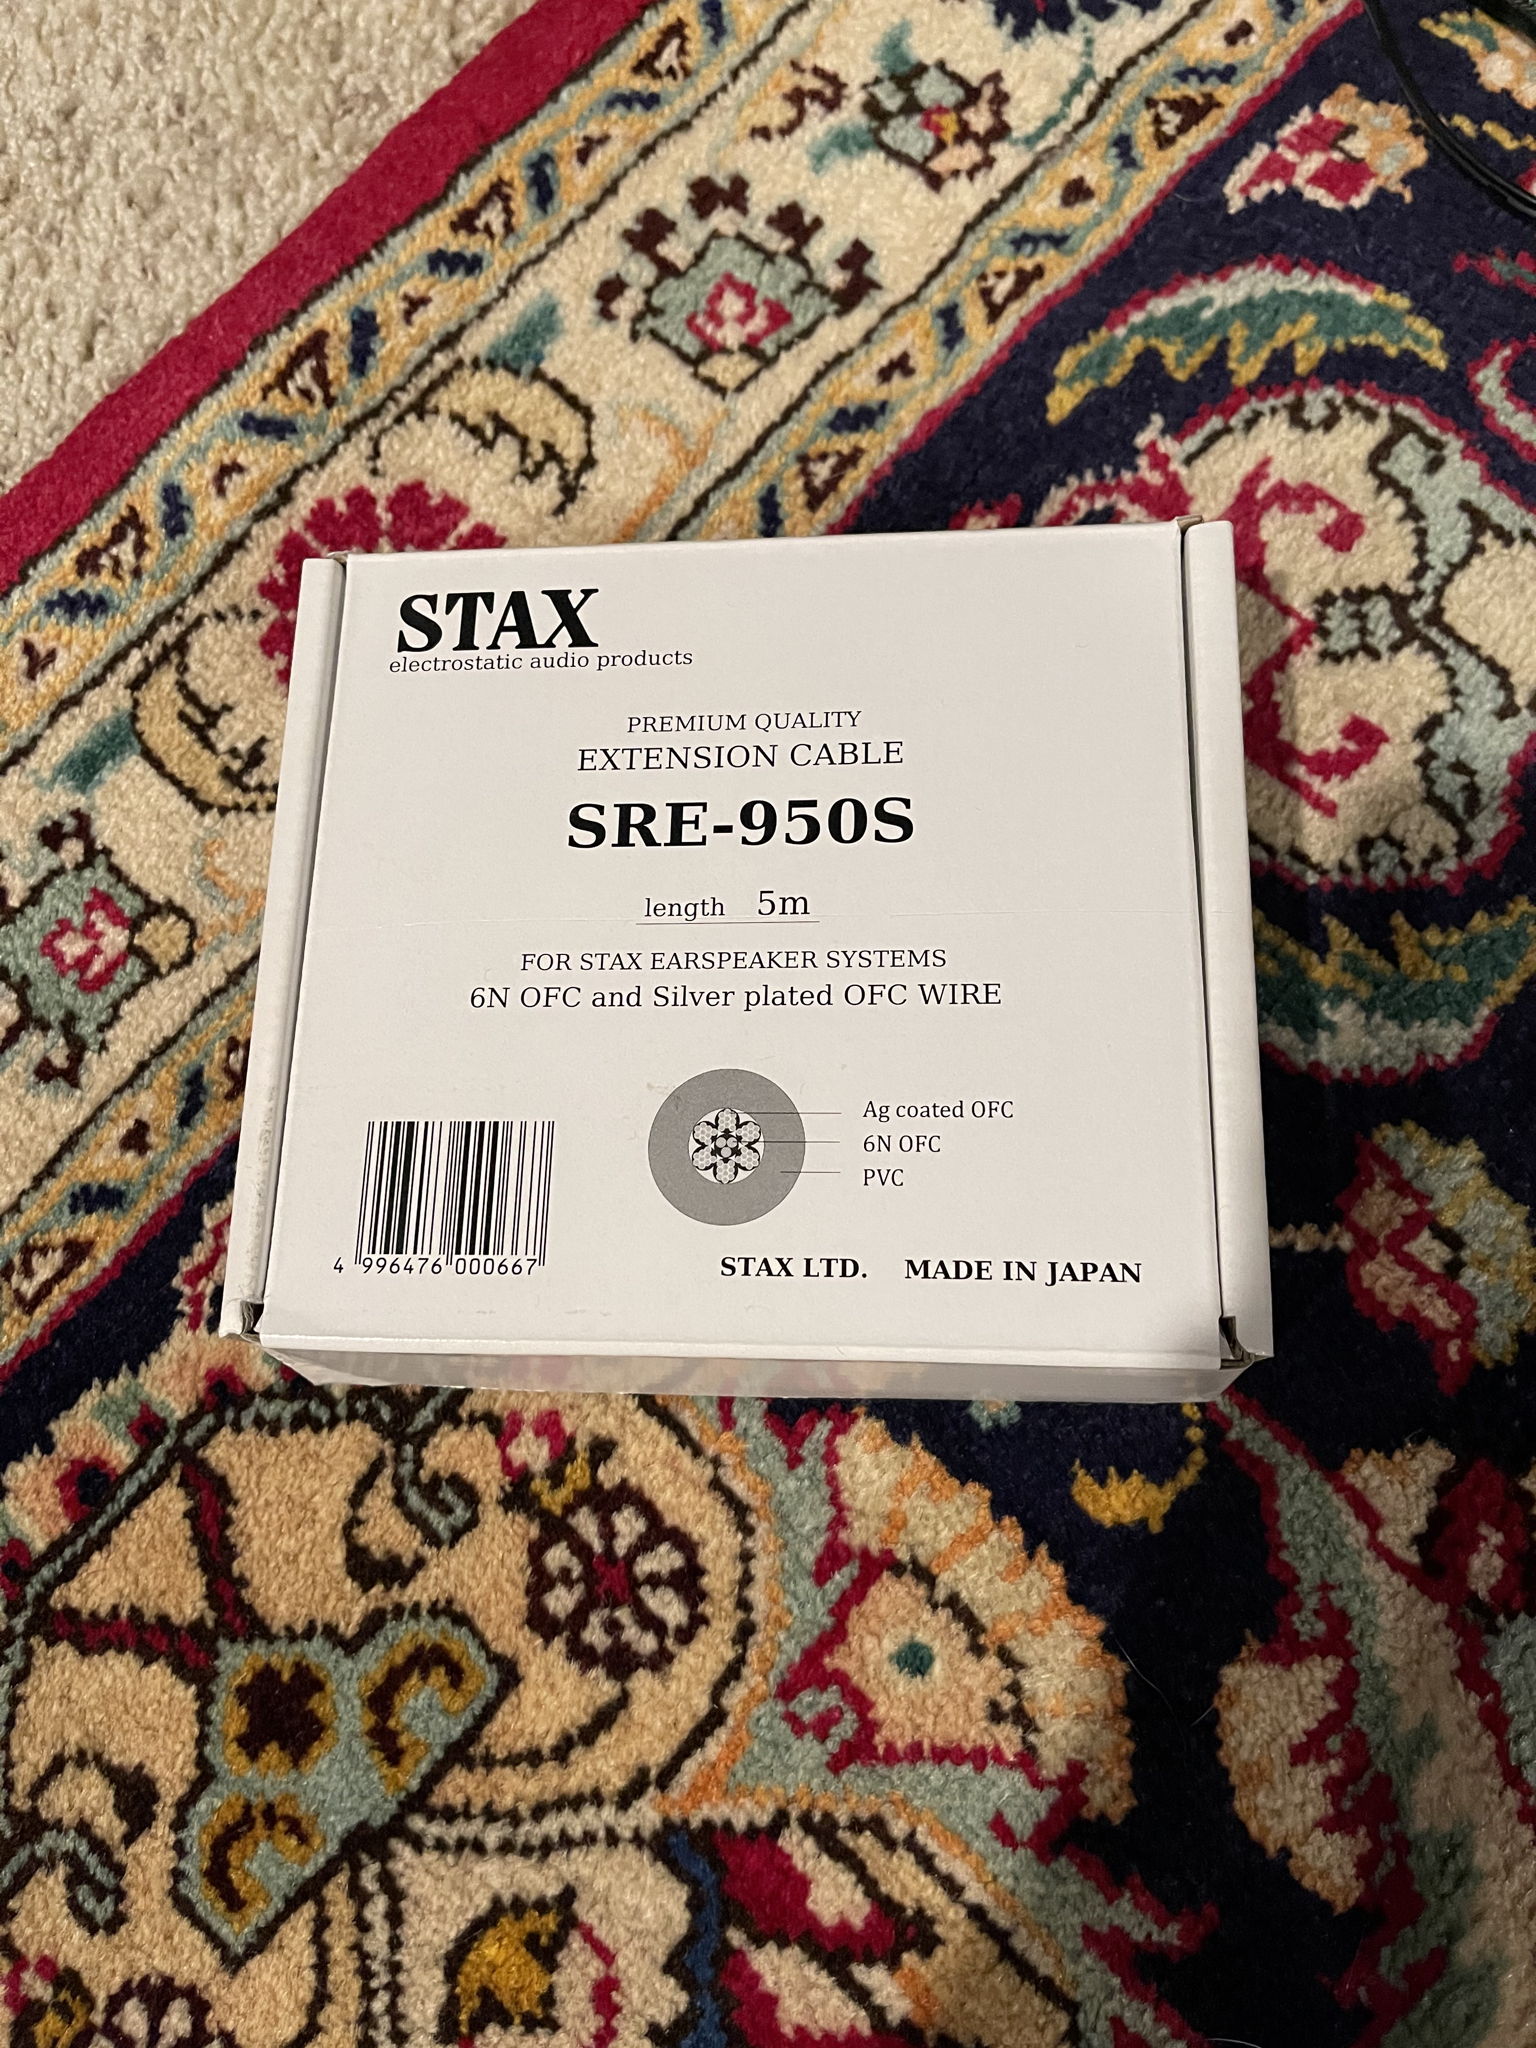 STAX
electrostatic audio products
PREMIUM QUALITY
EXTENSION CABLE
SRE-950S
length 5m
FOR STAX EARSPEAKER SYSTEMS
6N OFC and Silver plated OFC WIRE
Ag coated OFC
6N OFC
PVC
4 996476 000667
STAX LTD. MADE IN JAPAN